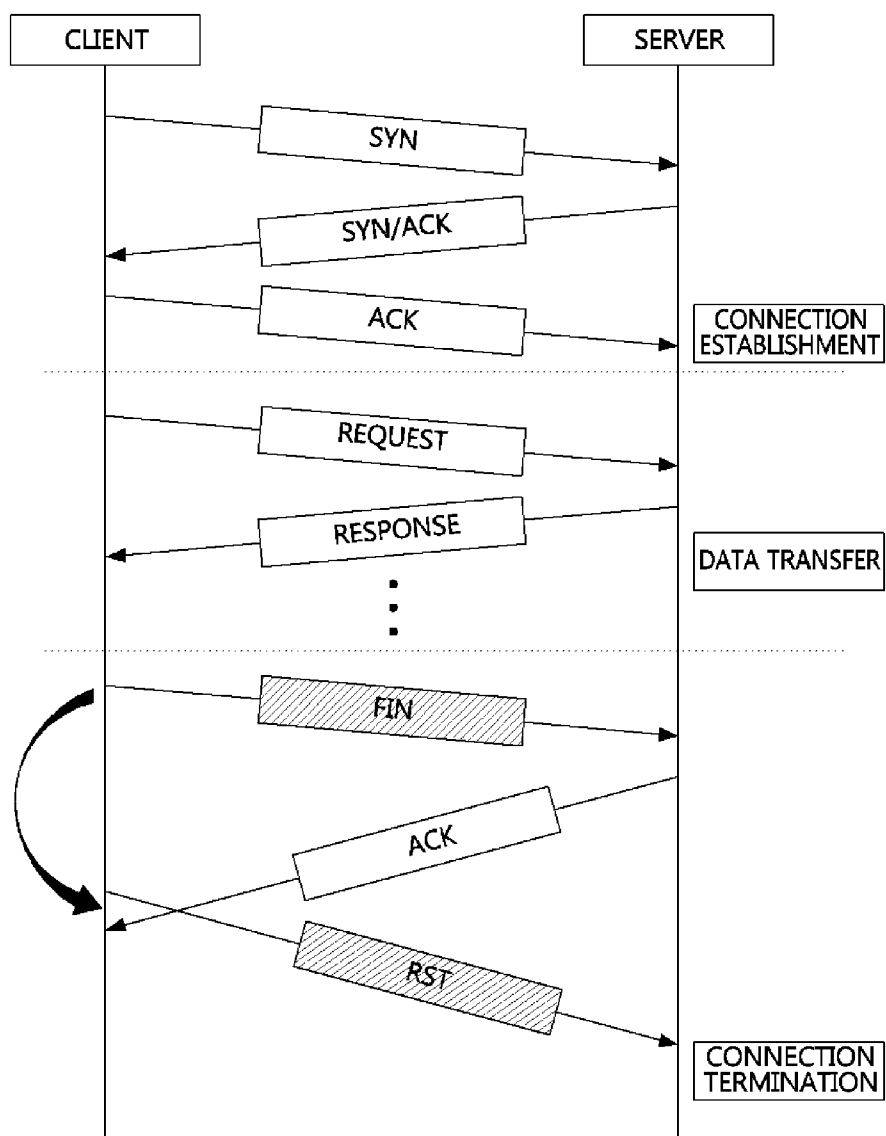 CLIENT
SERVER
SYN
SYN/ACK
ACK
CONNECTION
ESTABLISHMENT
REQUEST
RESPONSE
DATA TRANSFER
FIN
ACK
RST
CONNECTION
TERMINATION